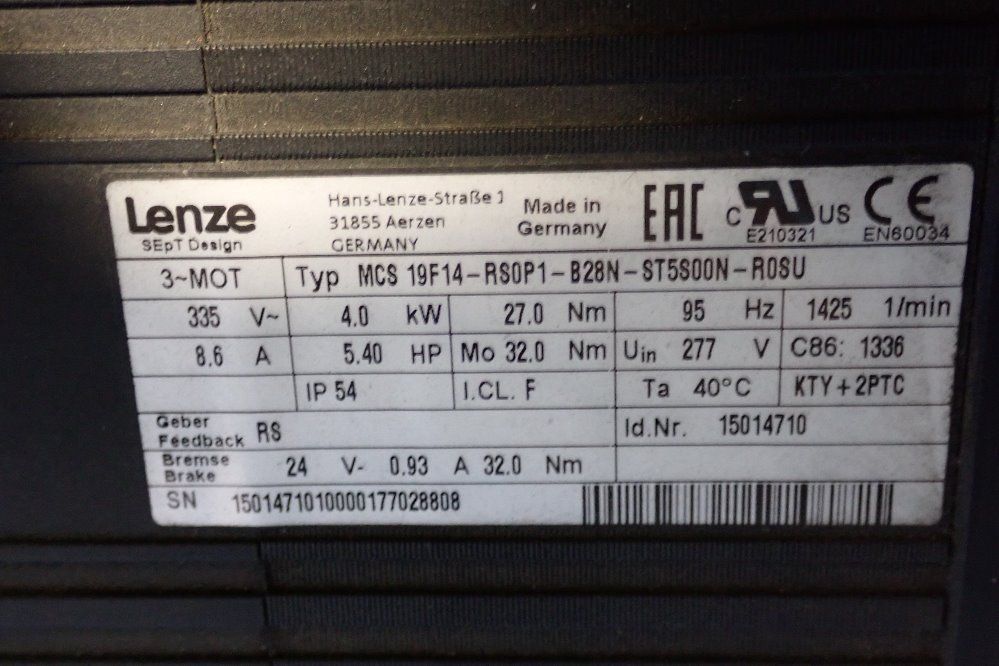 Lenze
SEpT Design
Hans-Lenze-Straße 1
31855 Aerzen
GERMANY
Made in
Germany
EAC
C RU US
E210321
CE
EN60034
3~MOT Typ MCS 19F14-RS0P1-B28N-ST5S00N-R0SU
335 V~ 4.0 kW 27.0 Nm 95 Hz 1425 1/min
8.6 A 5.40 HP Mo 32.0 Nm Uin 277 V C86: 1336
IP 54 I.CL. F Ta 40°C KTY+2PTC
Geber
Feedback RS
Id.Nr. 15014710
Bremse
Brake 24 V- 0.93 A 32.0 Nm
SN 1501471010000177028808